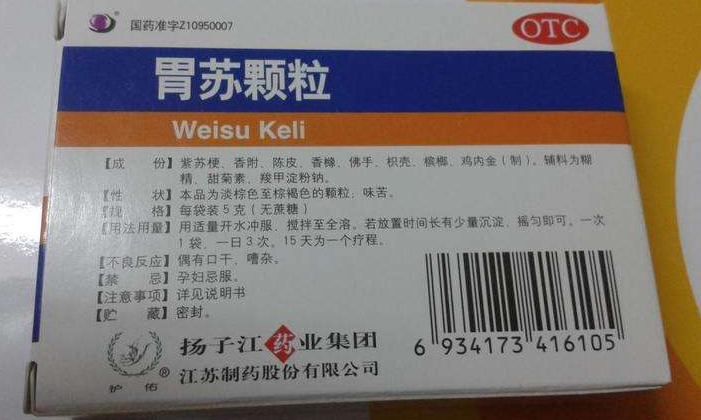 国药准字Z10950007
OTC
胃苏颗粒
Weisu Keli
【成 份】紫苏梗、香附、陈皮、香橼、佛手、枳壳、槟榔、鸡内金（制）。辅料为糊
精、甜菊素、羧甲淀粉钠。
【性 状】本品为淡棕色至棕褐色的颗粒，味苦。
【规 格】每袋装5克（无蔗糖）
【用法用量】用适量开水冲服，搅拌至全溶。若放置时间长有少量沉淀，摇匀即可。一次
1袋，一日3次。15天为一个疗程。
【不良反应】偶有口干，嘈杂。
【禁 忌】孕妇忌服。
【注意事项】详见说明书
【贮 藏】密封。
扬子江药业集团
江苏制药股份有限公司
护佑®
6 934173 416105